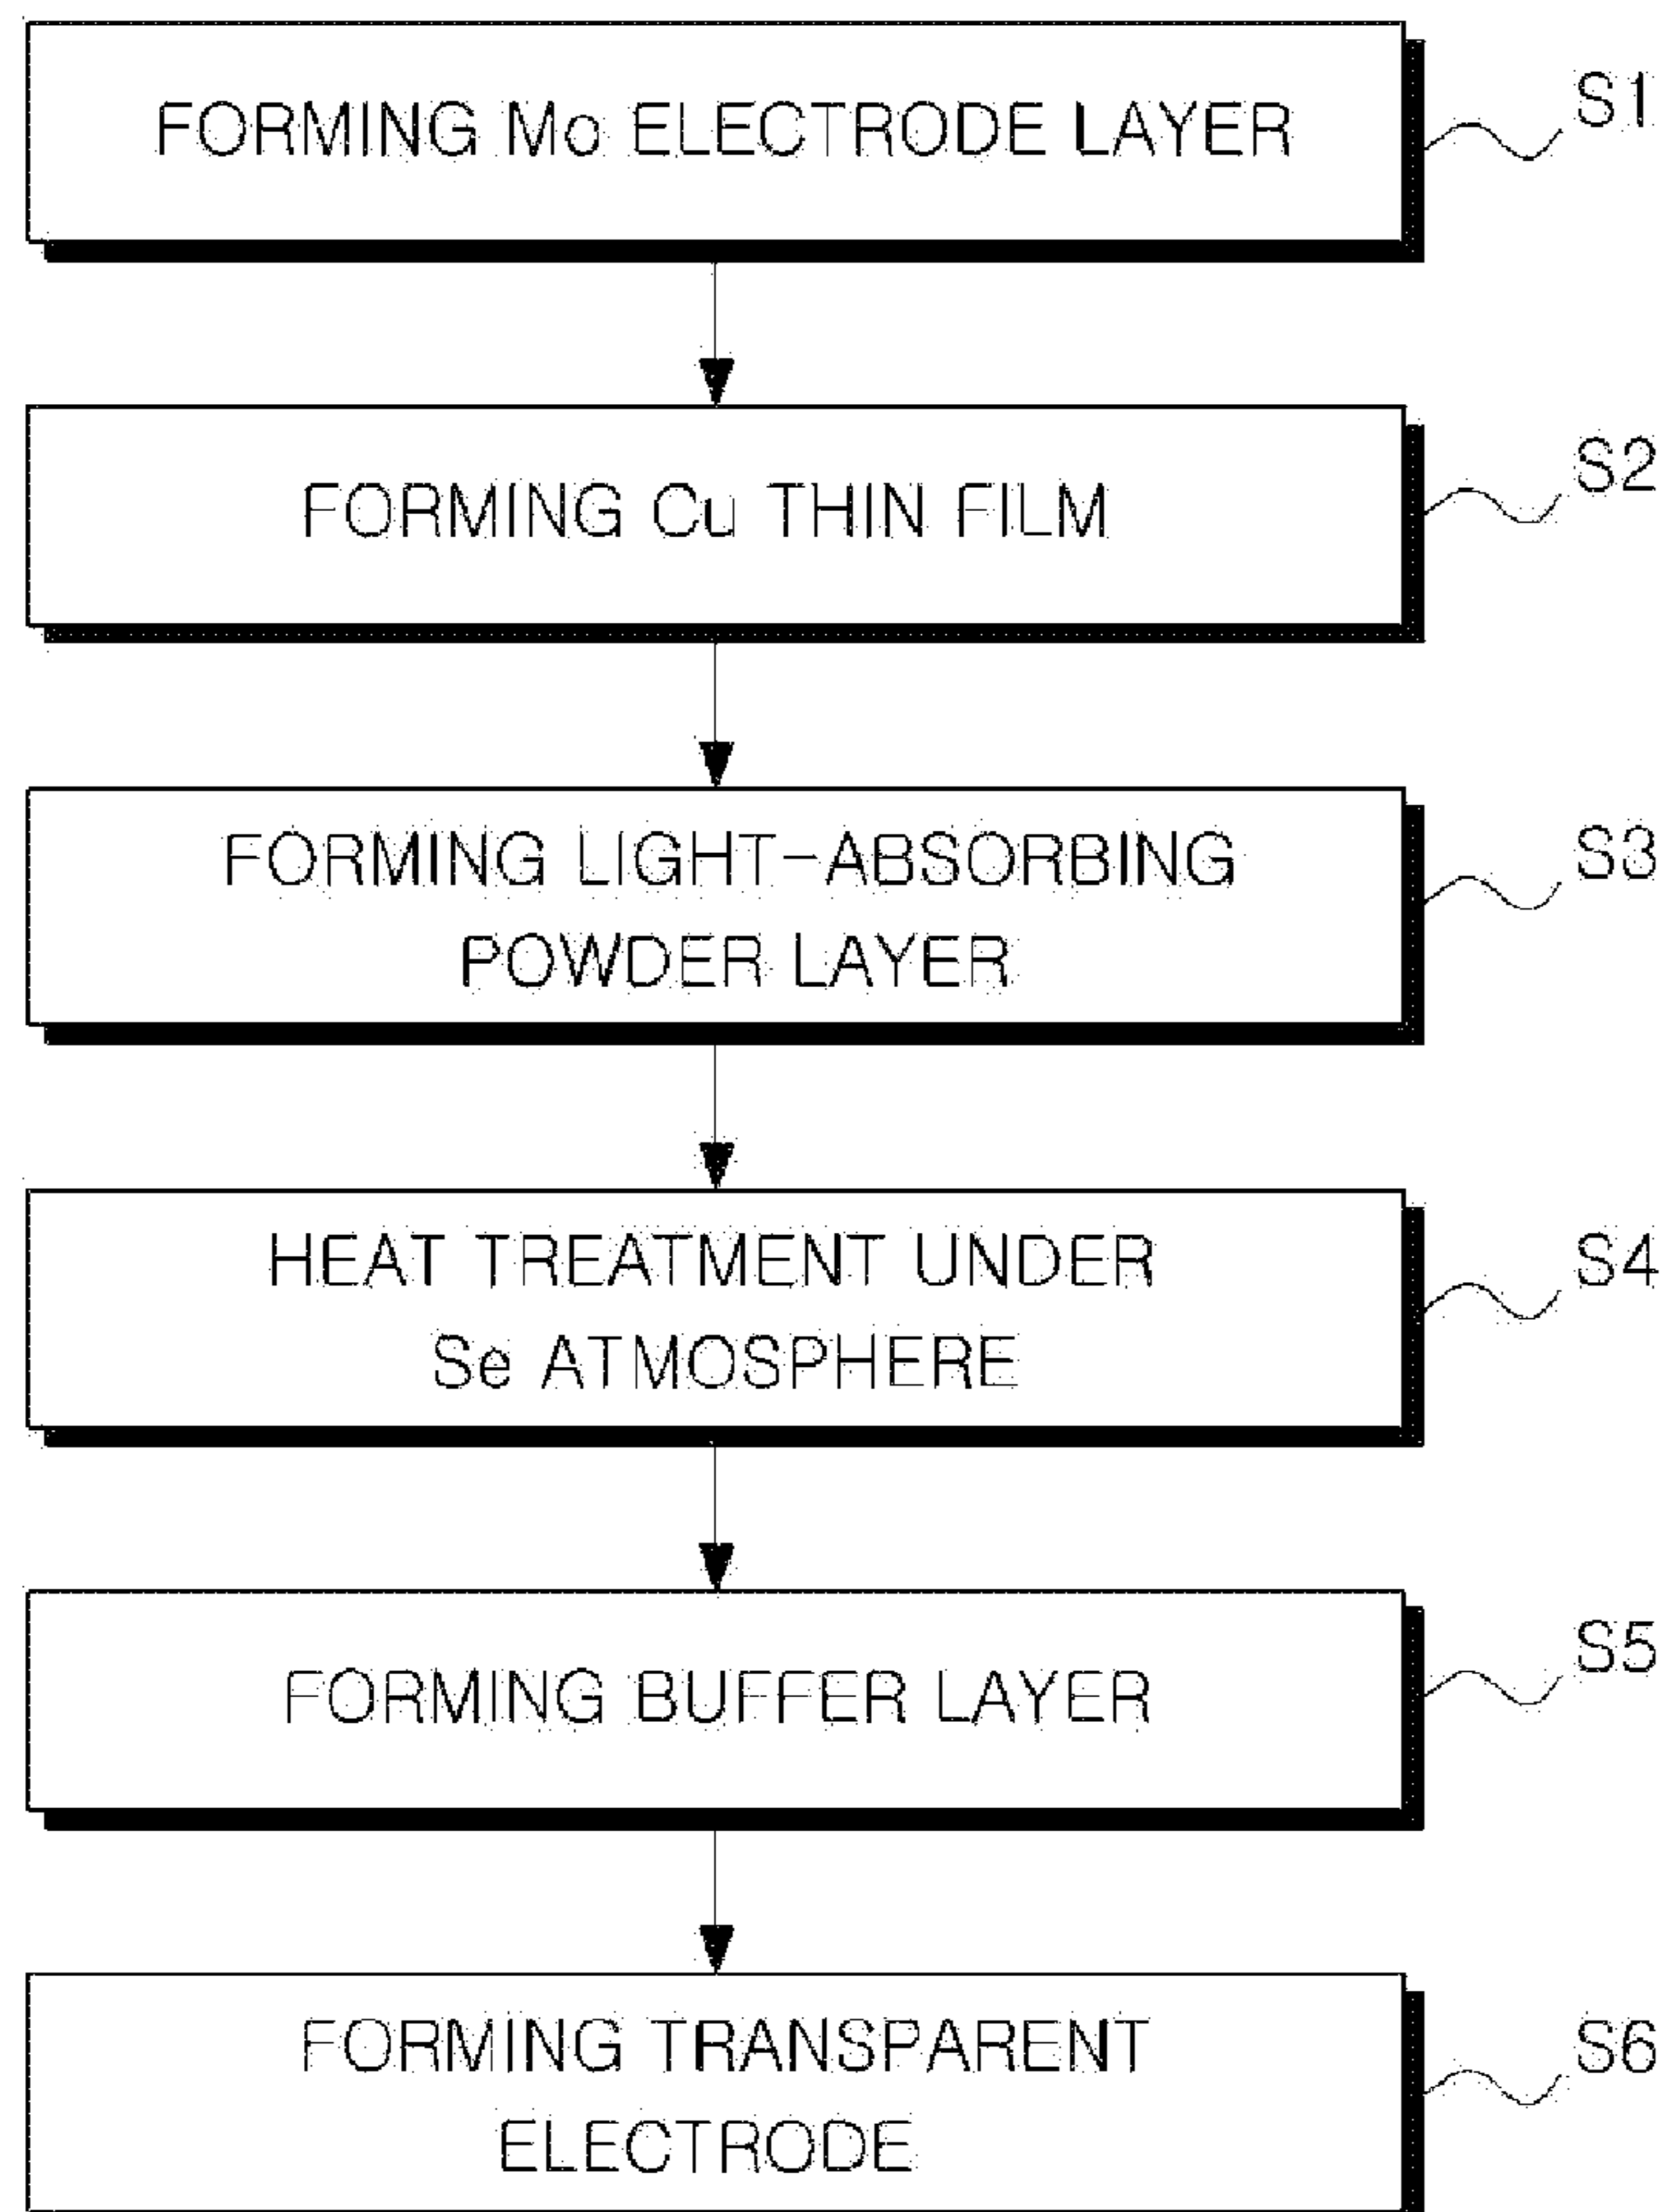 FORMING Mo ELECTRODE LAYER
S1
FORMING Cu THIN FILM
S2
FORMING LIGHT-ABSORBING
POWDER LAYER
S3
HEAT TREATMENT UNDER
Se ATMOSPHERE
S4
FORMING BUFFER LAYER
S5
FORMING TRANSPARENT
ELECTRODE
S6